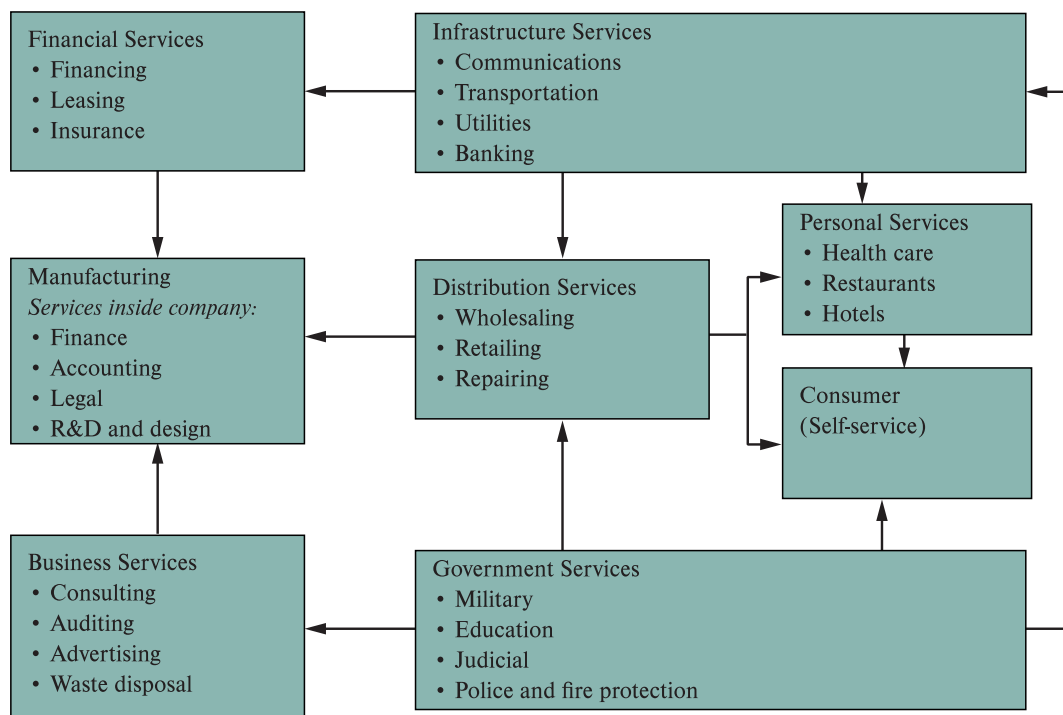 Financial Services
• Financing
• Leasing
• Insurance
Infrastructure Services
• Communications
• Transportation
• Utilities
• Banking
Personal Services
• Health care
• Restaurants
• Hotels
Manufacturing
Services inside company:
• Finance
• Accounting
• Legal
• R&D and design
Distribution Services
• Wholesaling
• Retailing
• Repairing
Consumer
(Self-service)
Business Services
• Consulting
• Auditing
• Advertising
• Waste disposal
Government Services
• Military
• Education
• Judicial
• Police and fire protection